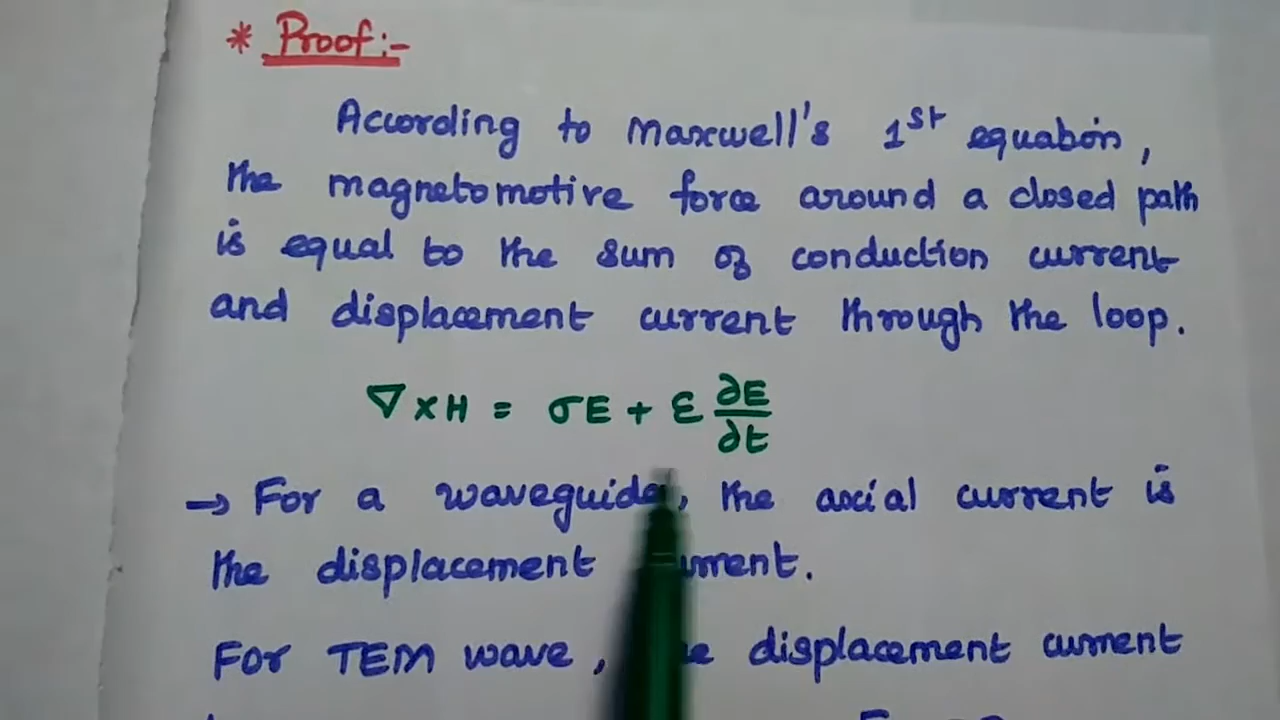 * Proof:-
According to Maxwell's 1st equation,
the magnetomotive force around a closed path
is equal to the sum of conduction current
and displacement current through the loop.
∇ x H = σE + ε ∂E/∂t
→ For a waveguide, the axial current is
the displacement current.
For TEM wave, the displacement current